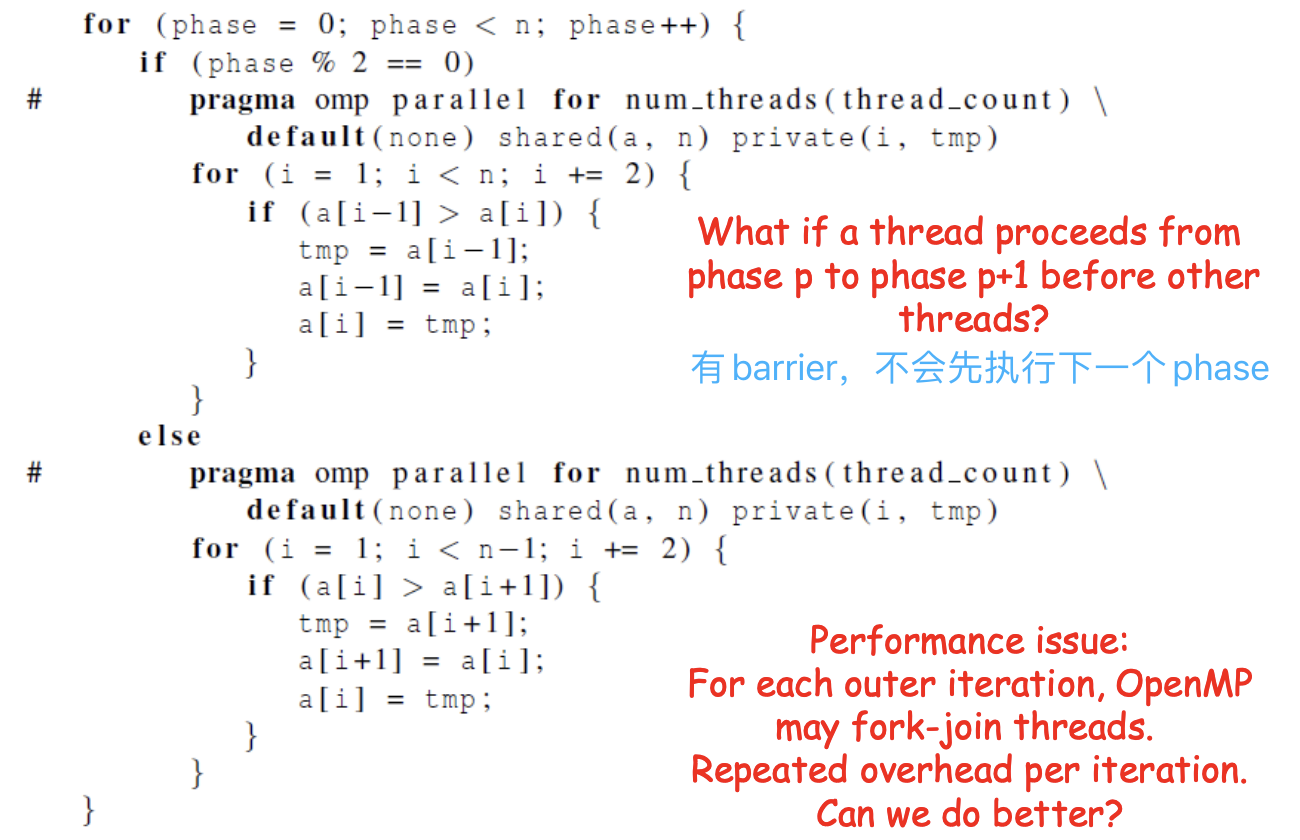 for (phase = 0; phase < n; phase++) {
if (phase % 2 == 0)
# pragma omp parallel for num_threads(thread_count) \
default(none) shared(a, n) private(i, tmp)
for (i = 1; i < n; i += 2) {
if (a[i-1] > a[i]) {
tmp = a[i-1];
a[i-1] = a[i];
a[i] = tmp;
}
}
What if a thread proceeds from
phase p to phase p+1 before other
threads?
有 barrier，不会先执行下一个 phase
else
# pragma omp parallel for num_threads(thread_count) \
default(none) shared(a, n) private(i, tmp)
for (i = 1; i < n-1; i += 2) {
if (a[i] > a[i+1]) {
tmp = a[i+1];
a[i+1] = a[i];
a[i] = tmp;
}
}
}
Performance issue:
For each outer iteration, OpenMP
may fork-join threads.
Repeated overhead per iteration.
Can we do better?